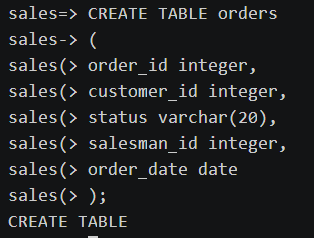 sales=> CREATE TABLE orders
sales-> (
sales(> order_id integer,
sales(> customer_id integer,
sales(> status varchar(20),
sales(> salesman_id integer,
sales(> order_date date
sales(> );
CREATE TABLE